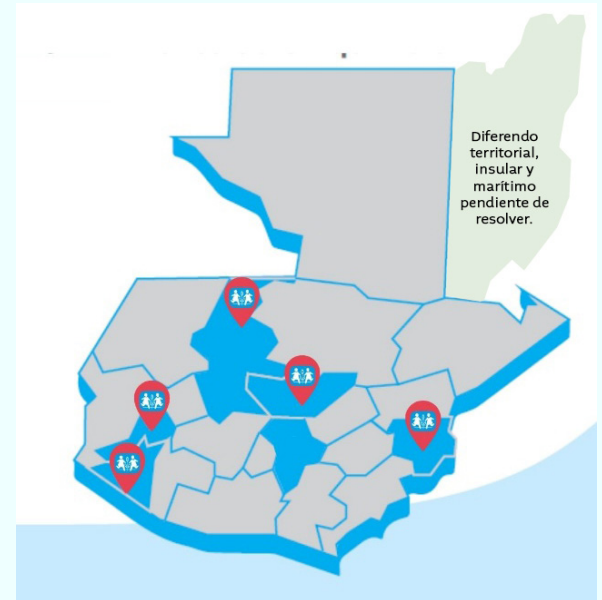 Diferendo
territorial,
insular y
marítimo
pendiente de
resolver.